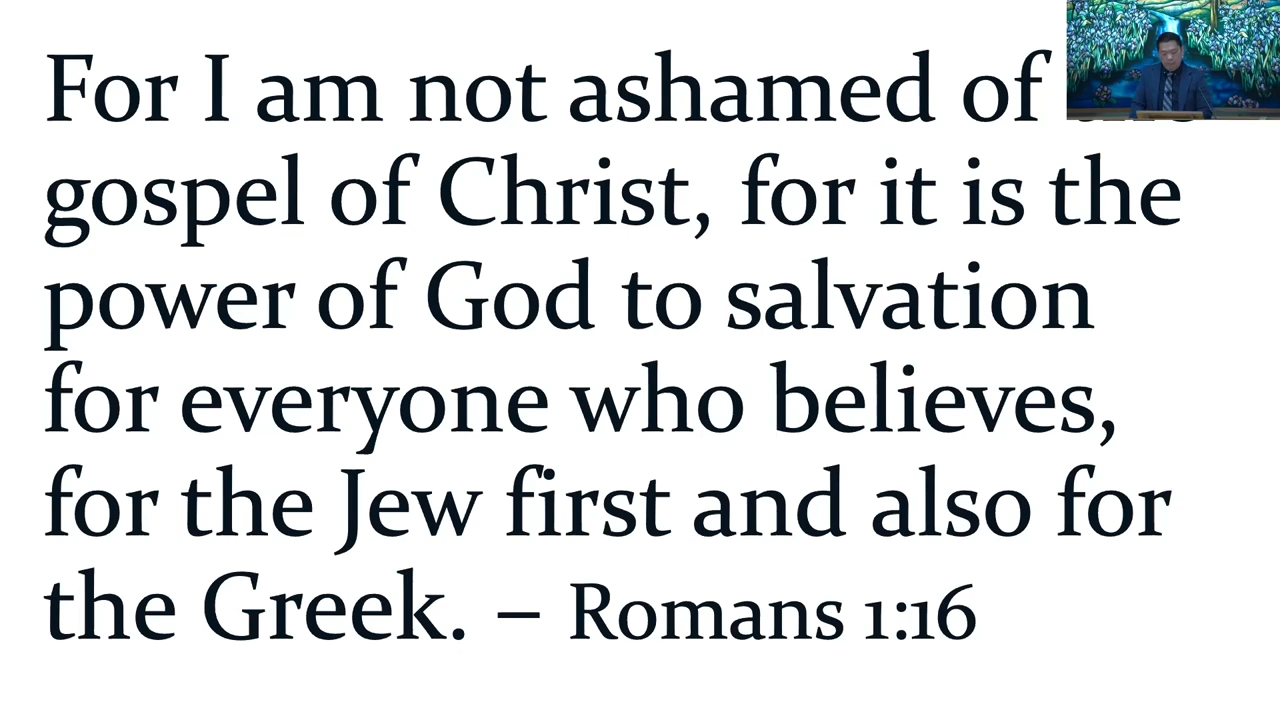 For I am not ashamed of
gospel of Christ, for it is the
power of God to salvation
for everyone who believes,
for the Jew first and also for
the Greek. – Romans 1:16